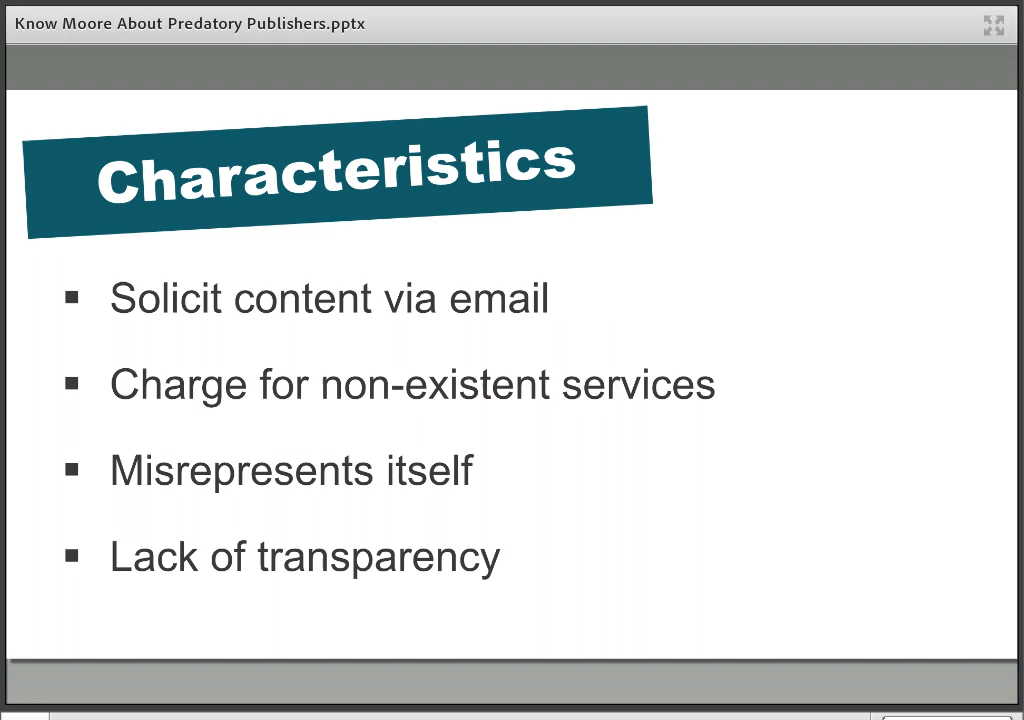 Know Moore About Predatory Publishers.pptx
Characteristics
▪ Solicit content via email
▪ Charge for non-existent services
▪ Misrepresents itself
▪ Lack of transparency